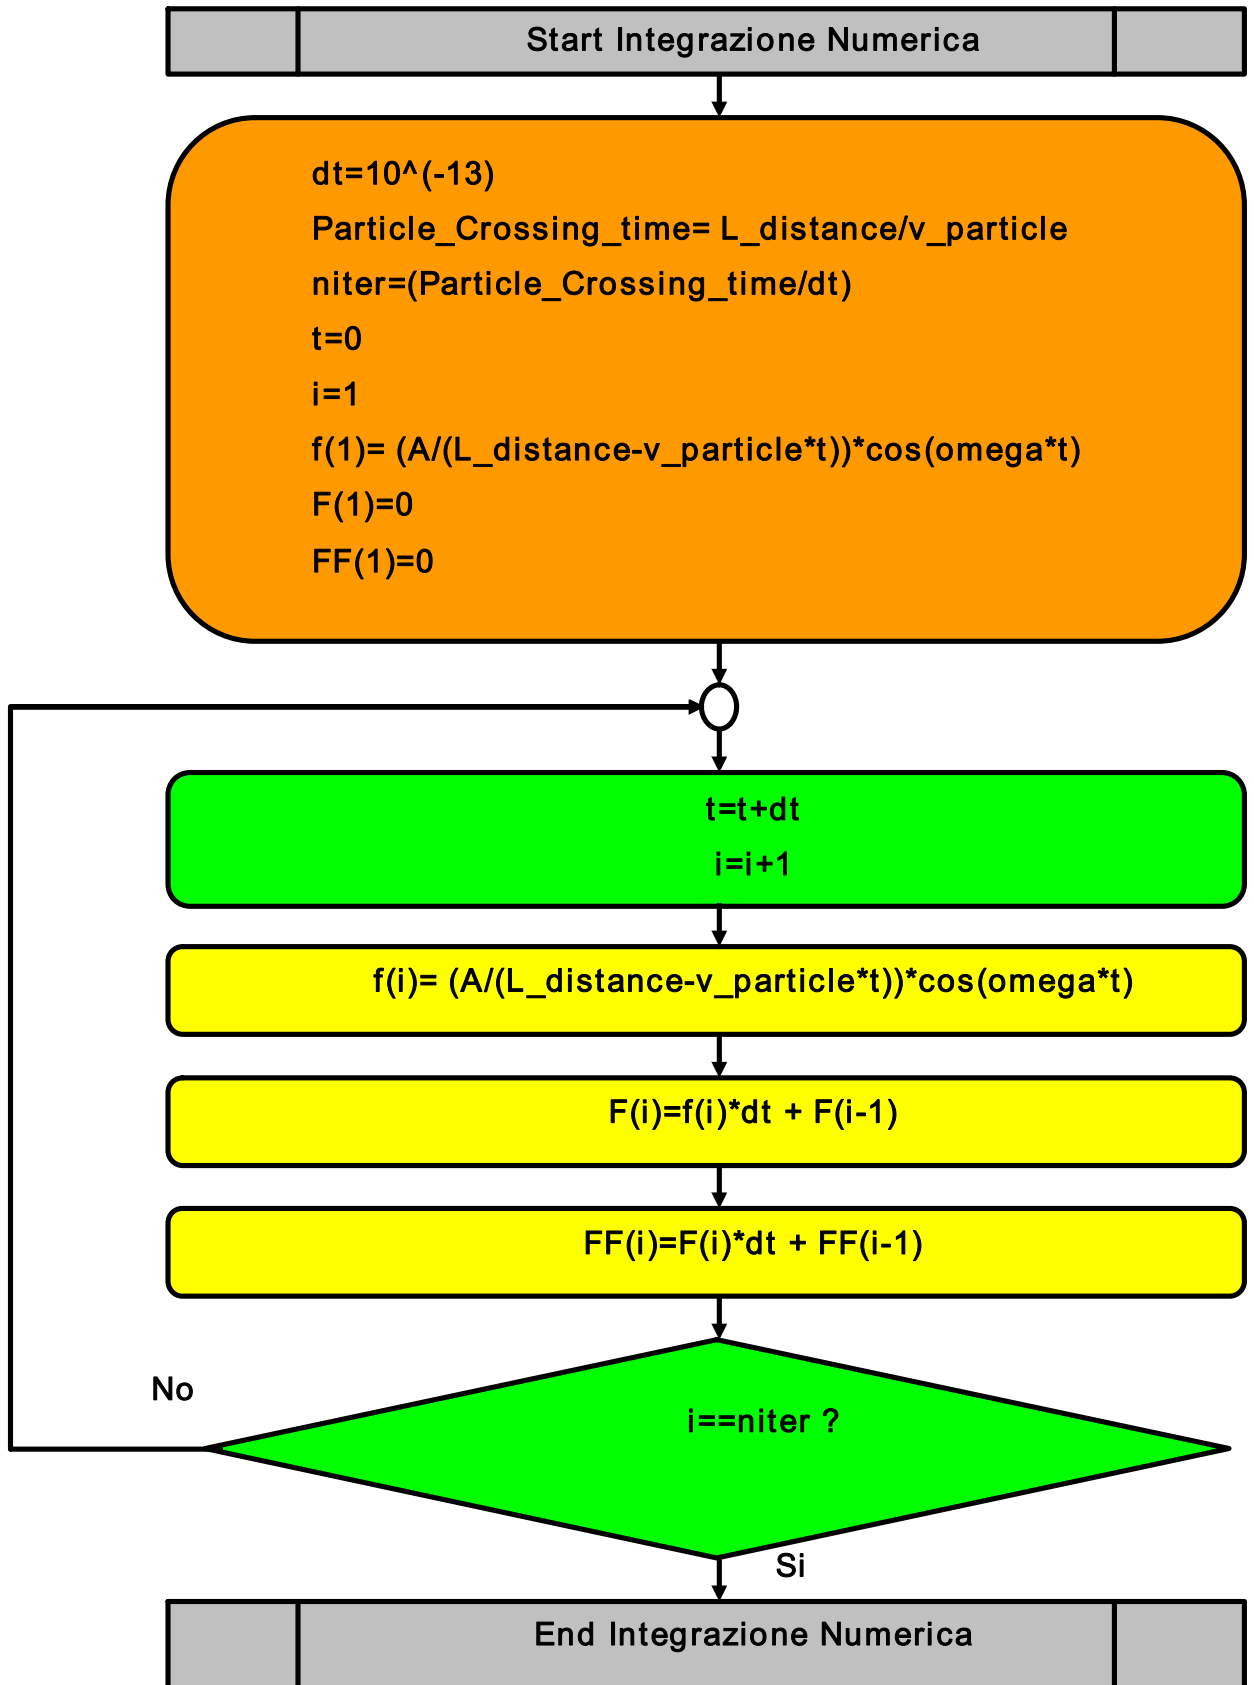 Start Integrazione Numerica
dt=10^(-13)
Particle_Crossing_time= L_distance/v_particle
niter=(Particle_Crossing_time/dt)
t=0
i=1
f(1)= (A/(L_distance-v_particle*t))*cos(omega*t)
F(1)=0
FF(1)=0
t=t+dt
i=i+1
f(i)= (A/(L_distance-v_particle*t))*cos(omega*t)
F(i)=f(i)*dt + F(i-1)
FF(i)=F(i)*dt + FF(i-1)
No
i==niter ?
Si
End Integrazione Numerica